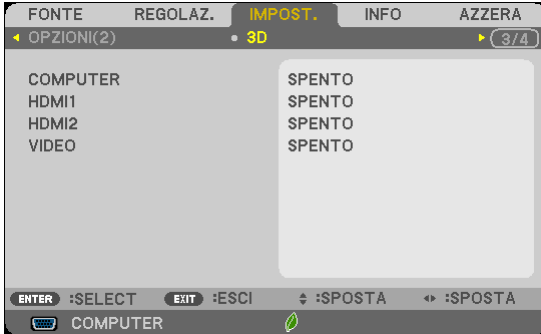 FONTE REGOLAZ. IMPOST. INFO AZZERA
OPZIONI(2) 3D 3/4
COMPUTER SPENTO
HDMI1 SPENTO
HDMI2 SPENTO
VIDEO SPENTO
ENTER :SELECT EXIT :ESCI :SPOSTA :SPOSTA
COMPUTER